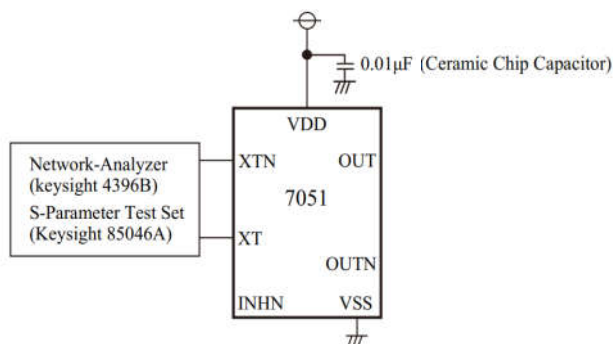 0.01μF (Ceramic Chip Capacitor)
VDD
Network-Analyzer
(keysight 4396B)
S-Parameter Test Set
(Keysight 85046A)
XTN
OUT
7051
XT
OUTN
INHN
VSS